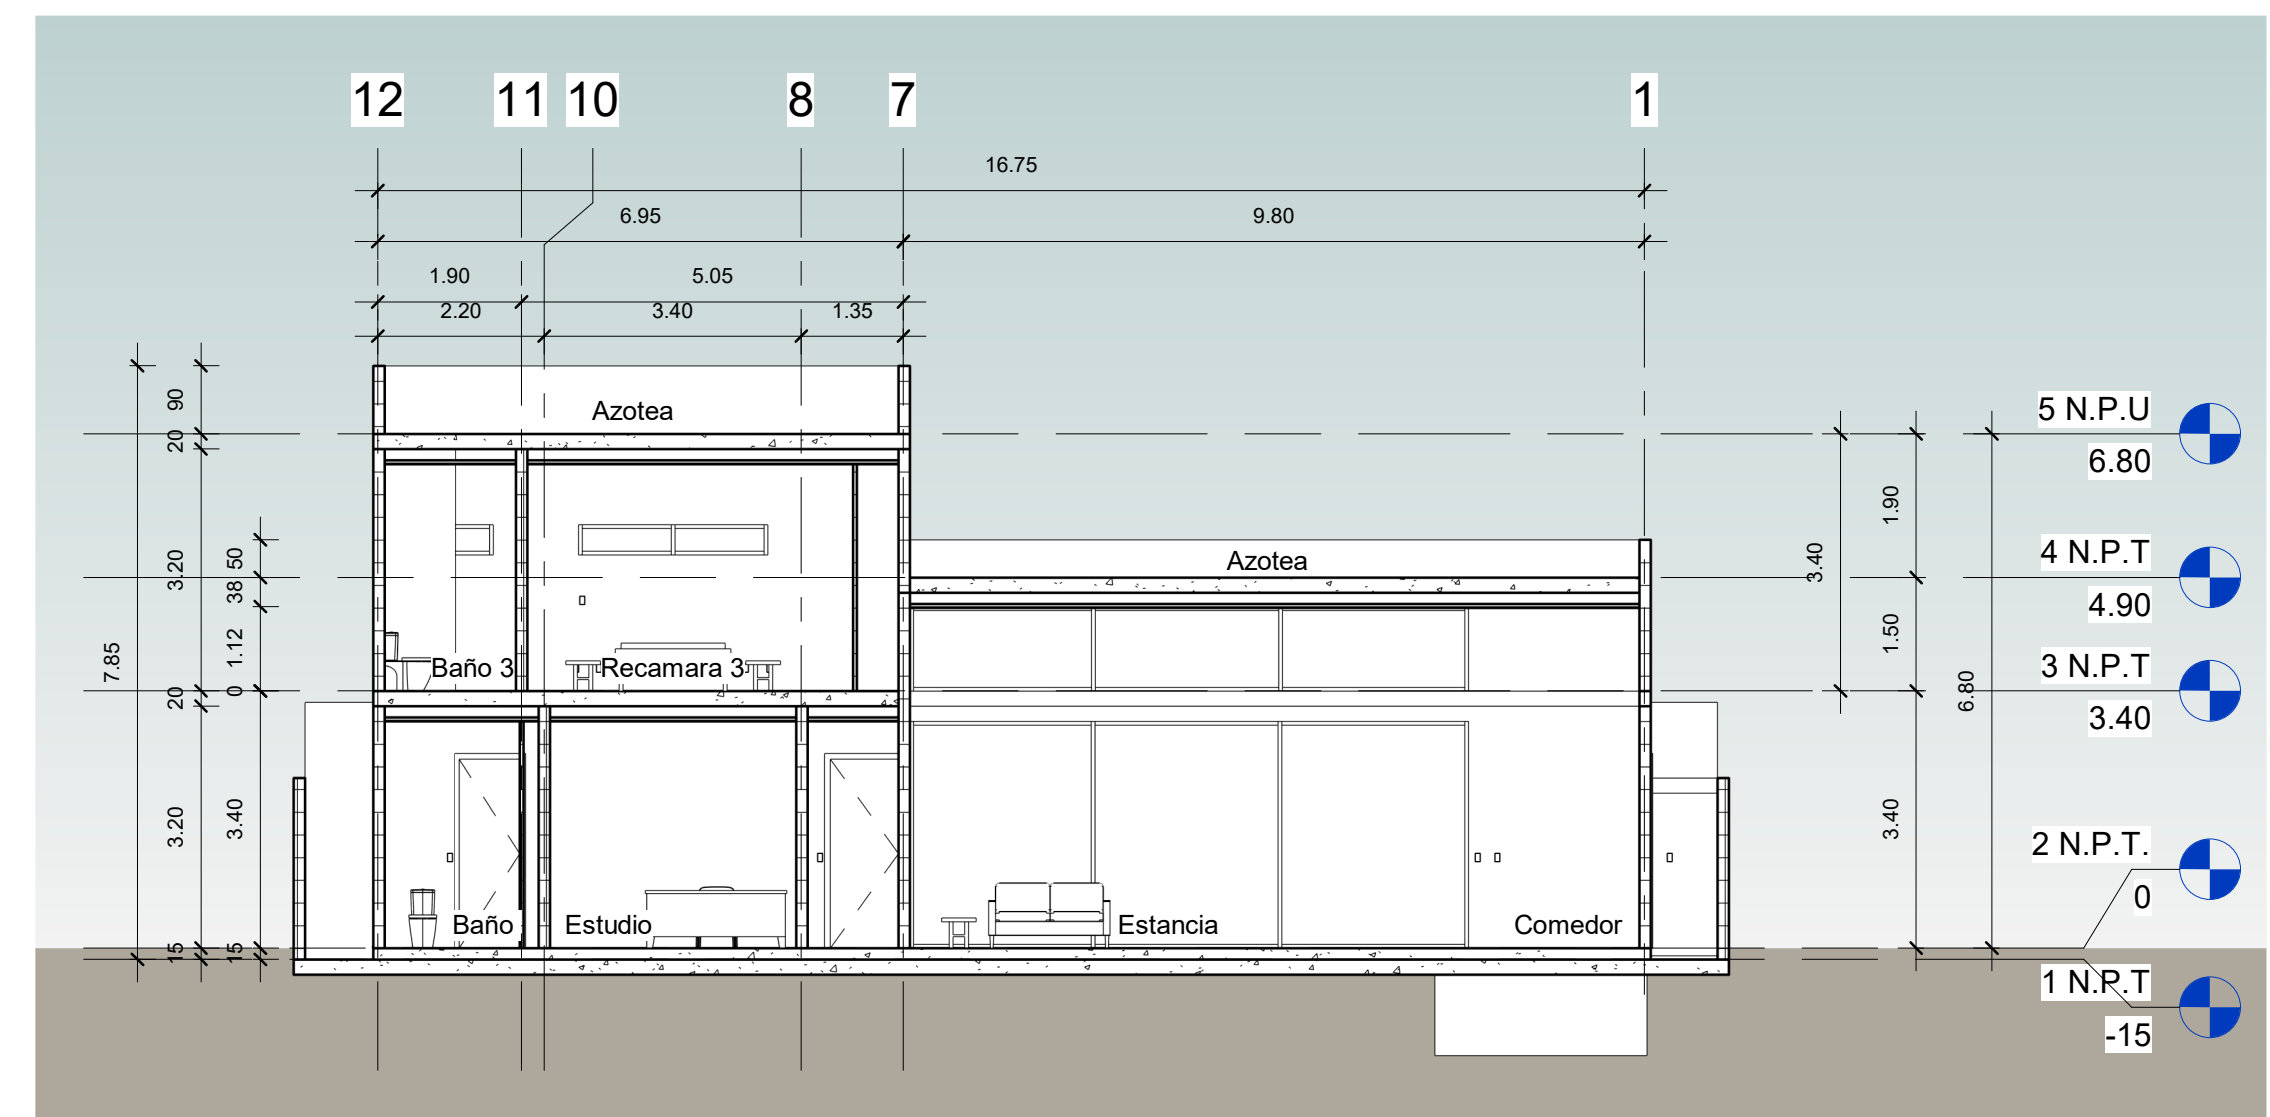 12 11 10 8 7 1
16.75
6.95 9.80
1.90 5.05
2.20 3.40 1.35
90
20
3.20
20
3.20
15
7.85
50
38
1.12
0
3.40
15
Azotea
Azotea
Baño 3
Recamara 3
Baño
Estudio
Estancia
Comedor
3.40
1.90
1.50
3.40
6.80
5 N.P.U
6.80
4 N.P.T
4.90
3 N.P.T
3.40
2 N.P.T.
0
1 N.P.T
-15